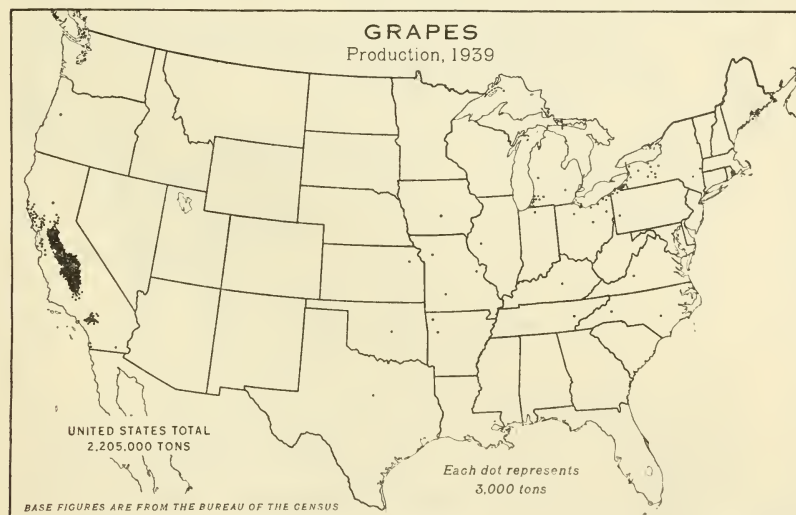 GRAPES
Production, 1939
UNITED STATES TOTAL
2,205,000 TONS
Each dot represents
3,000 tons
BASE FIGURES ARE FROM THE BUREAU OF THE CENSUS